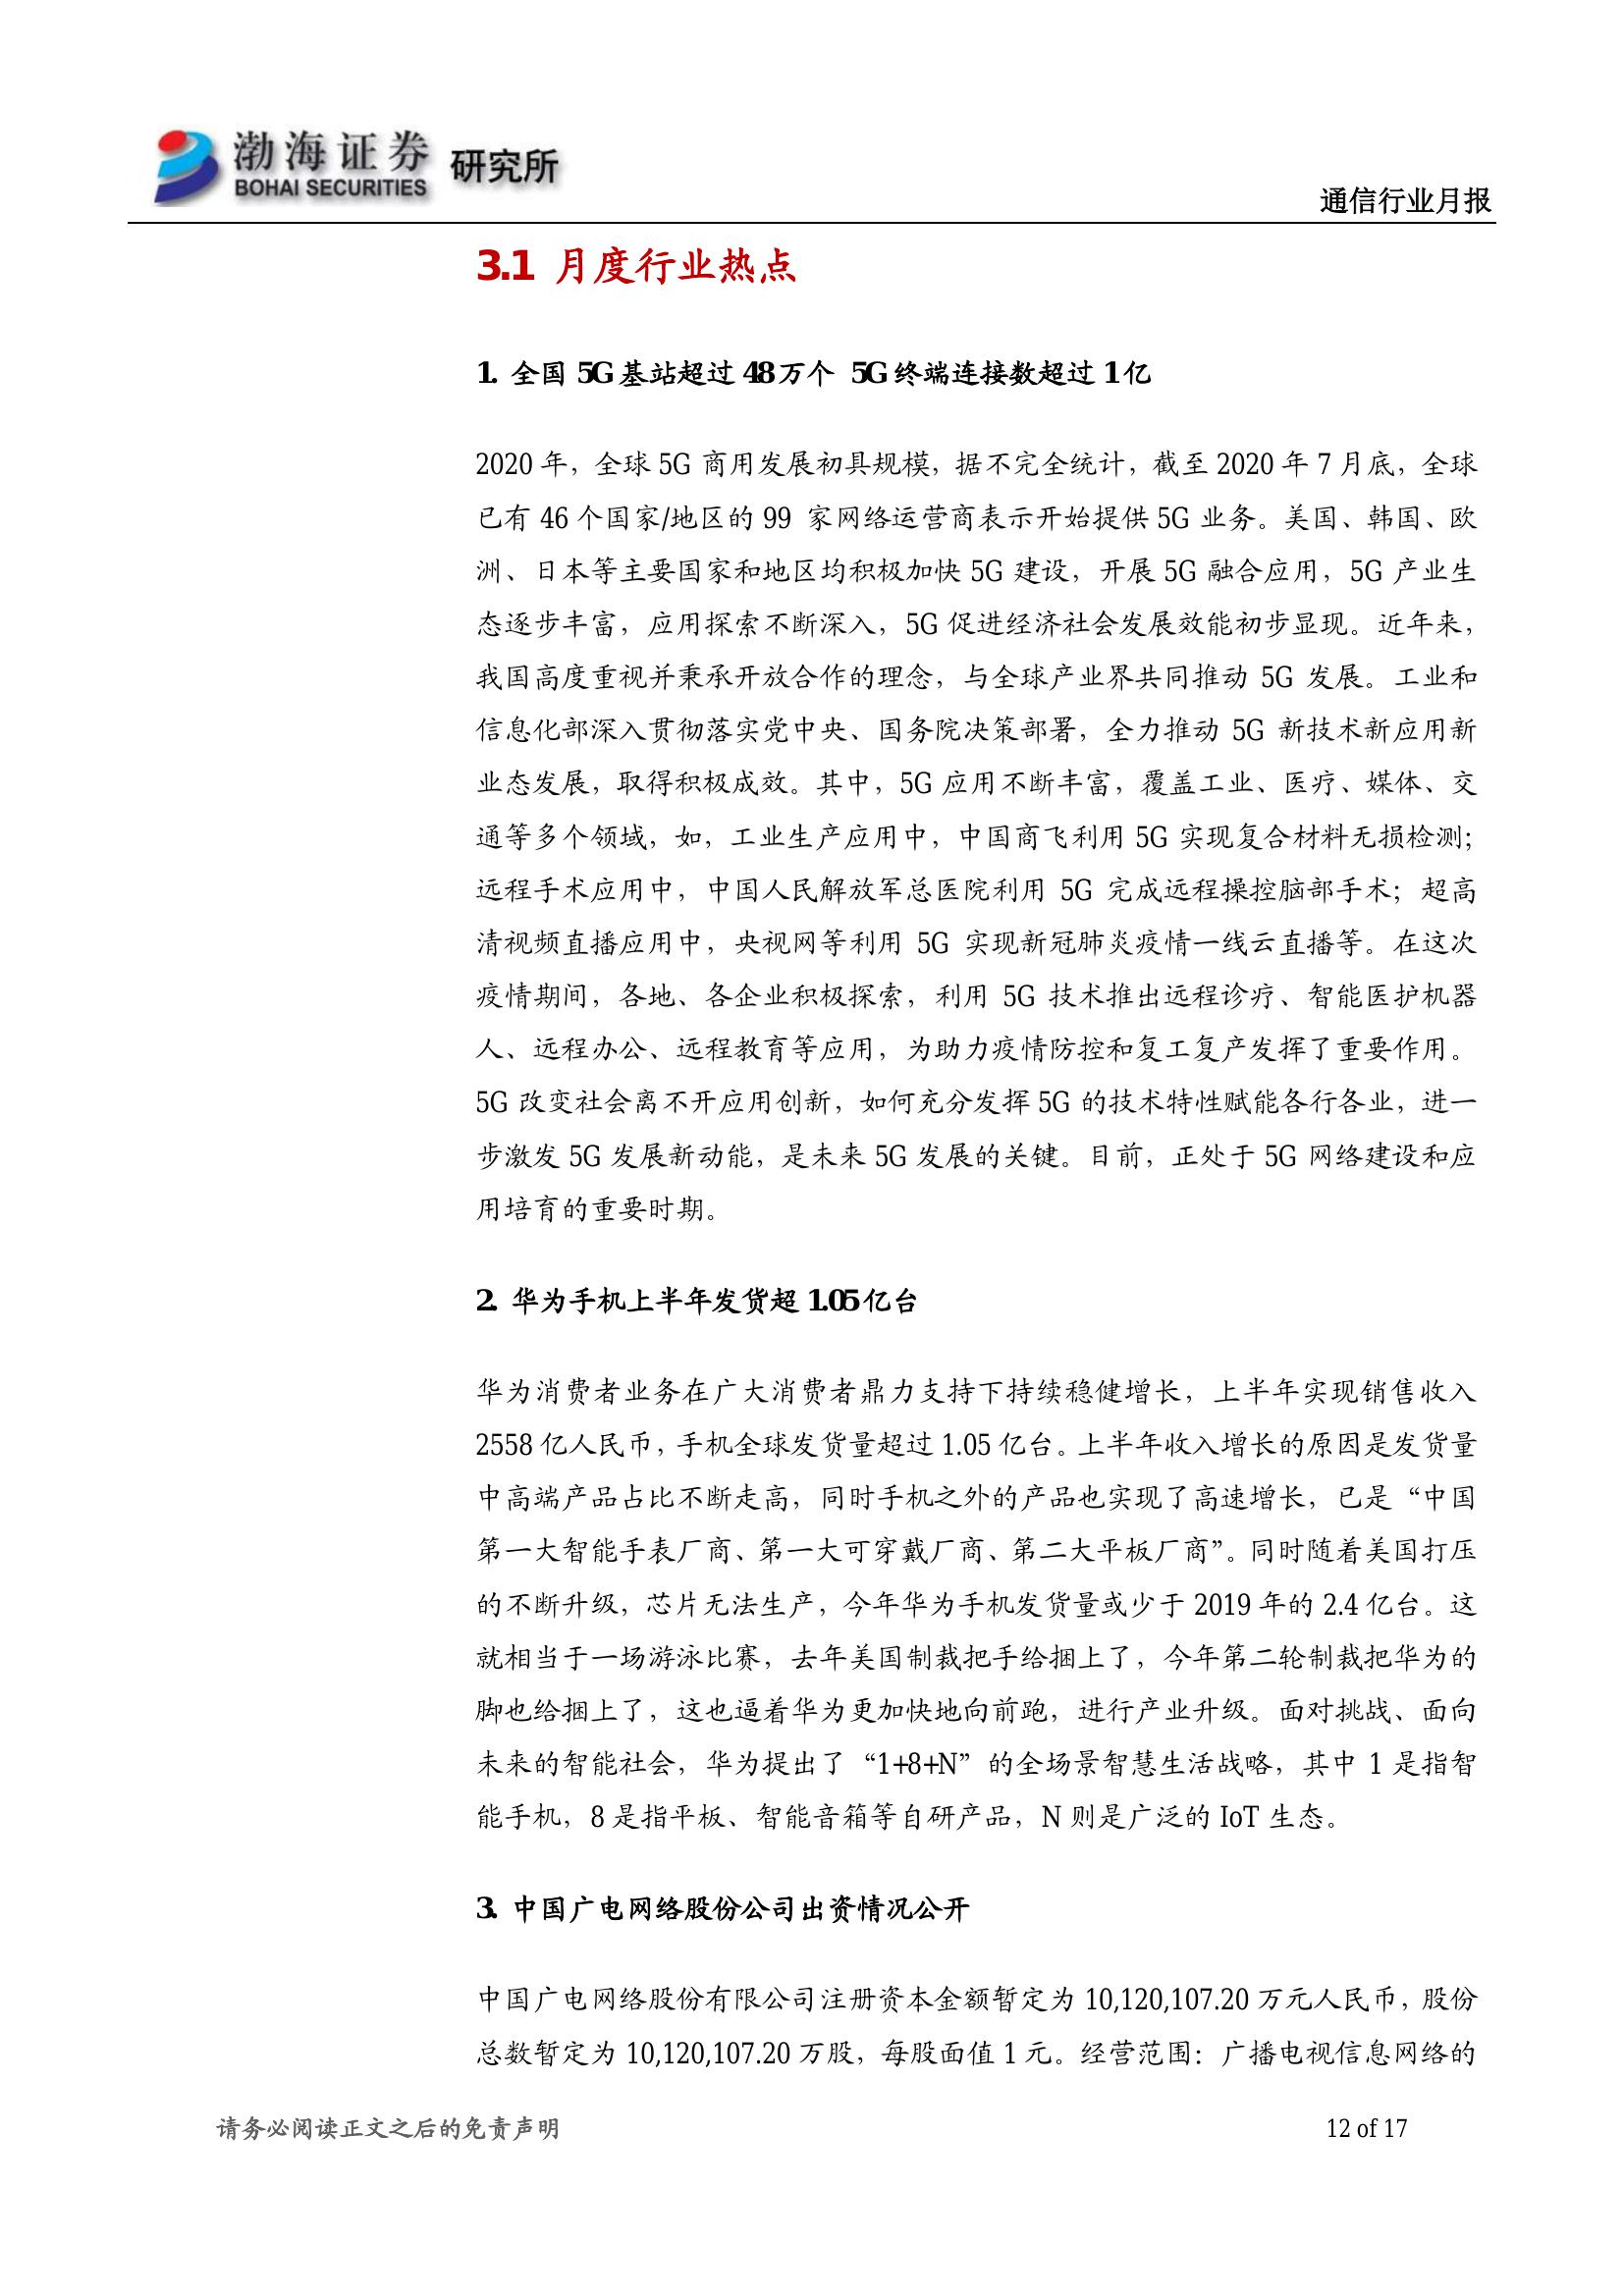 渤海证券 研究所
BOHAI SECURITIES
通信行业月报
3.1 月度行业热点
1. 全国 5G 基站超过 48 万个 5G 终端连接数超过 1 亿
2020 年，全球 5G 商用发展初具规模，据不完全统计，截至 2020 年 7 月底，全球
已有 46 个国家/地区的 99 家网络运营商表示开始提供 5G 业务。美国、韩国、欧
洲、日本等主要国家和地区均积极加快 5G 建设，开展 5G 融合应用，5G 产业生
态逐步丰富，应用探索不断深入，5G 促进经济社会发展效能初步显现。近年来，
我国高度重视并秉承开放合作的理念，与全球产业界共同推动 5G 发展。工业和
信息化部深入贯彻落实党中央、国务院决策部署，全力推动 5G 新技术新应用新
业态发展，取得积极成效。其中，5G 应用不断丰富，覆盖工业、医疗、媒体、交
通等多个领域，如，工业生产应用中，中国商飞利用 5G 实现复合材料无损检测；
远程手术应用中，中国人民解放军总医院利用 5G 完成远程操控脑部手术；超高
清视频直播应用中，央视网等利用 5G 实现新冠肺炎疫情一线云直播等。在这次
疫情期间，各地、各企业积极探索，利用 5G 技术推出远程诊疗、智能医护机器
人、远程办公、远程教育等应用，为助力疫情防控和复工复产发挥了重要作用。
5G 改变社会离不开应用创新，如何充分发挥 5G 的技术特性赋能各行各业，进一
步激发 5G 发展新动能，是未来 5G 发展的关键。目前，正处于 5G 网络建设和应
用培育的重要时期。
2. 华为手机上半年发货超 1.05 亿台
华为消费者业务在广大消费者鼎力支持下持续稳健增长，上半年实现销售收入
2558 亿人民币，手机全球发货量超过 1.05 亿台。上半年收入增长的原因是发货量
中高端产品占比不断走高，同时手机之外的产品也实现了高速增长，已是“中国
第一大智能手表厂商、第一大可穿戴厂商、第二大平板厂商”。同时随着美国打压
的不断升级，芯片无法生产，今年华为手机发货量或少于 2019 年的 2.4 亿台。这
就相当于一场游泳比赛，去年美国制裁把手给捆上了，今年第二轮制裁把华为的
脚也给捆上了，这也逼着华为更加快地向前跑，进行产业升级。面对挑战、面向
未来的智能社会，华为提出了“1+8+N”的全场景智慧生活战略，其中 1 是指智
能手机，8 是指平板、智能音箱等自研产品，N 则是广泛的 IoT 生态。
3. 中国广电网络股份公司出资情况公开
中国广电网络股份有限公司注册资本金额暂定为 10,120,107.20 万元人民币，股份
总数暂定为 10,120,107.20 万股，每股面值 1 元。经营范围：广播电视信息网络的
请务必阅读正文之后的免责声明
12 of 17